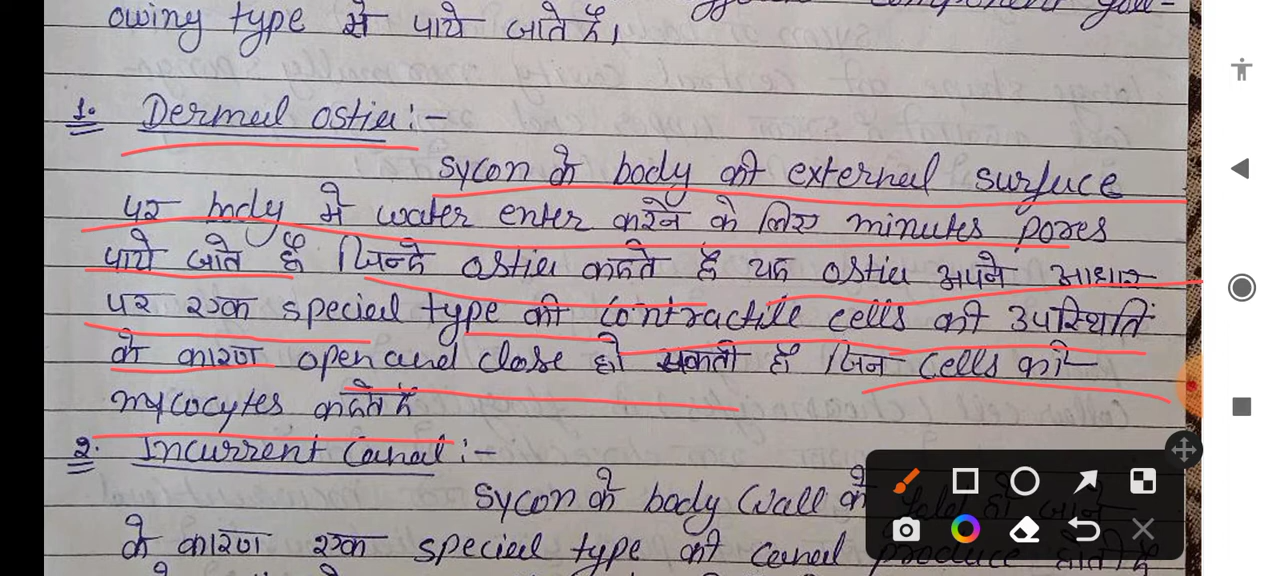 owing type से पाये जाते हैं।
1. Dermal ostia :-
Sycon के body की external surface
पर body में water enter करने के लिए minutes pores
पाये जाते हैं जिन्हे ostia कहते हैं यह ostia अपने आधार
पर एक special type की contractile cells की उपस्थिति
के कारण open and close हो सकती हैं जिन cells को
myocytes कहते हैं
2. Incurrent Canal :-
Sycon के body wall के
के कारण एक special type की canal produce होती है